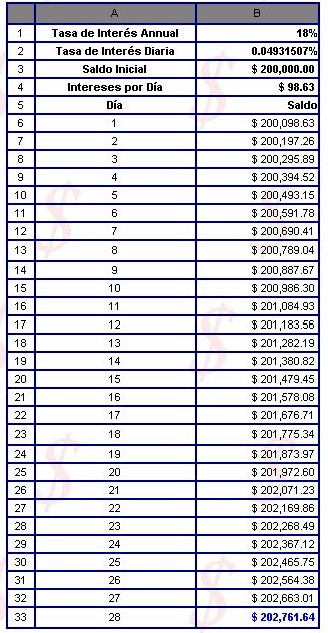 A B
1 Tasa de Interés Annual 18%
2 Tasa de Interés Diaria 0.04931507%
3 Saldo Inicial $ 200,000.00
4 Intereses por Día $ 98.63
5 Día Saldo
6 1 $ 200,098.63
7 2 $ 200,197.26
8 3 $ 200,295.89
9 4 $ 200,394.52
10 5 $ 200,493.15
11 6 $ 200,591.78
12 7 $ 200,690.41
13 8 $ 200,789.04
14 9 $ 200,887.67
15 10 $ 200,986.30
16 11 $ 201,084.93
17 12 $ 201,183.56
18 13 $ 201,282.19
19 14 $ 201,380.82
20 15 $ 201,479.45
21 16 $ 201,578.08
22 17 $ 201,676.71
23 18 $ 201,775.34
24 19 $ 201,873.97
25 20 $ 201,972.60
26 21 $ 202,071.23
27 22 $ 202,169.86
28 23 $ 202,268.49
29 24 $ 202,367.12
30 25 $ 202,465.75
31 26 $ 202,564.38
32 27 $ 202,663.01
33 28 $ 202,761.64